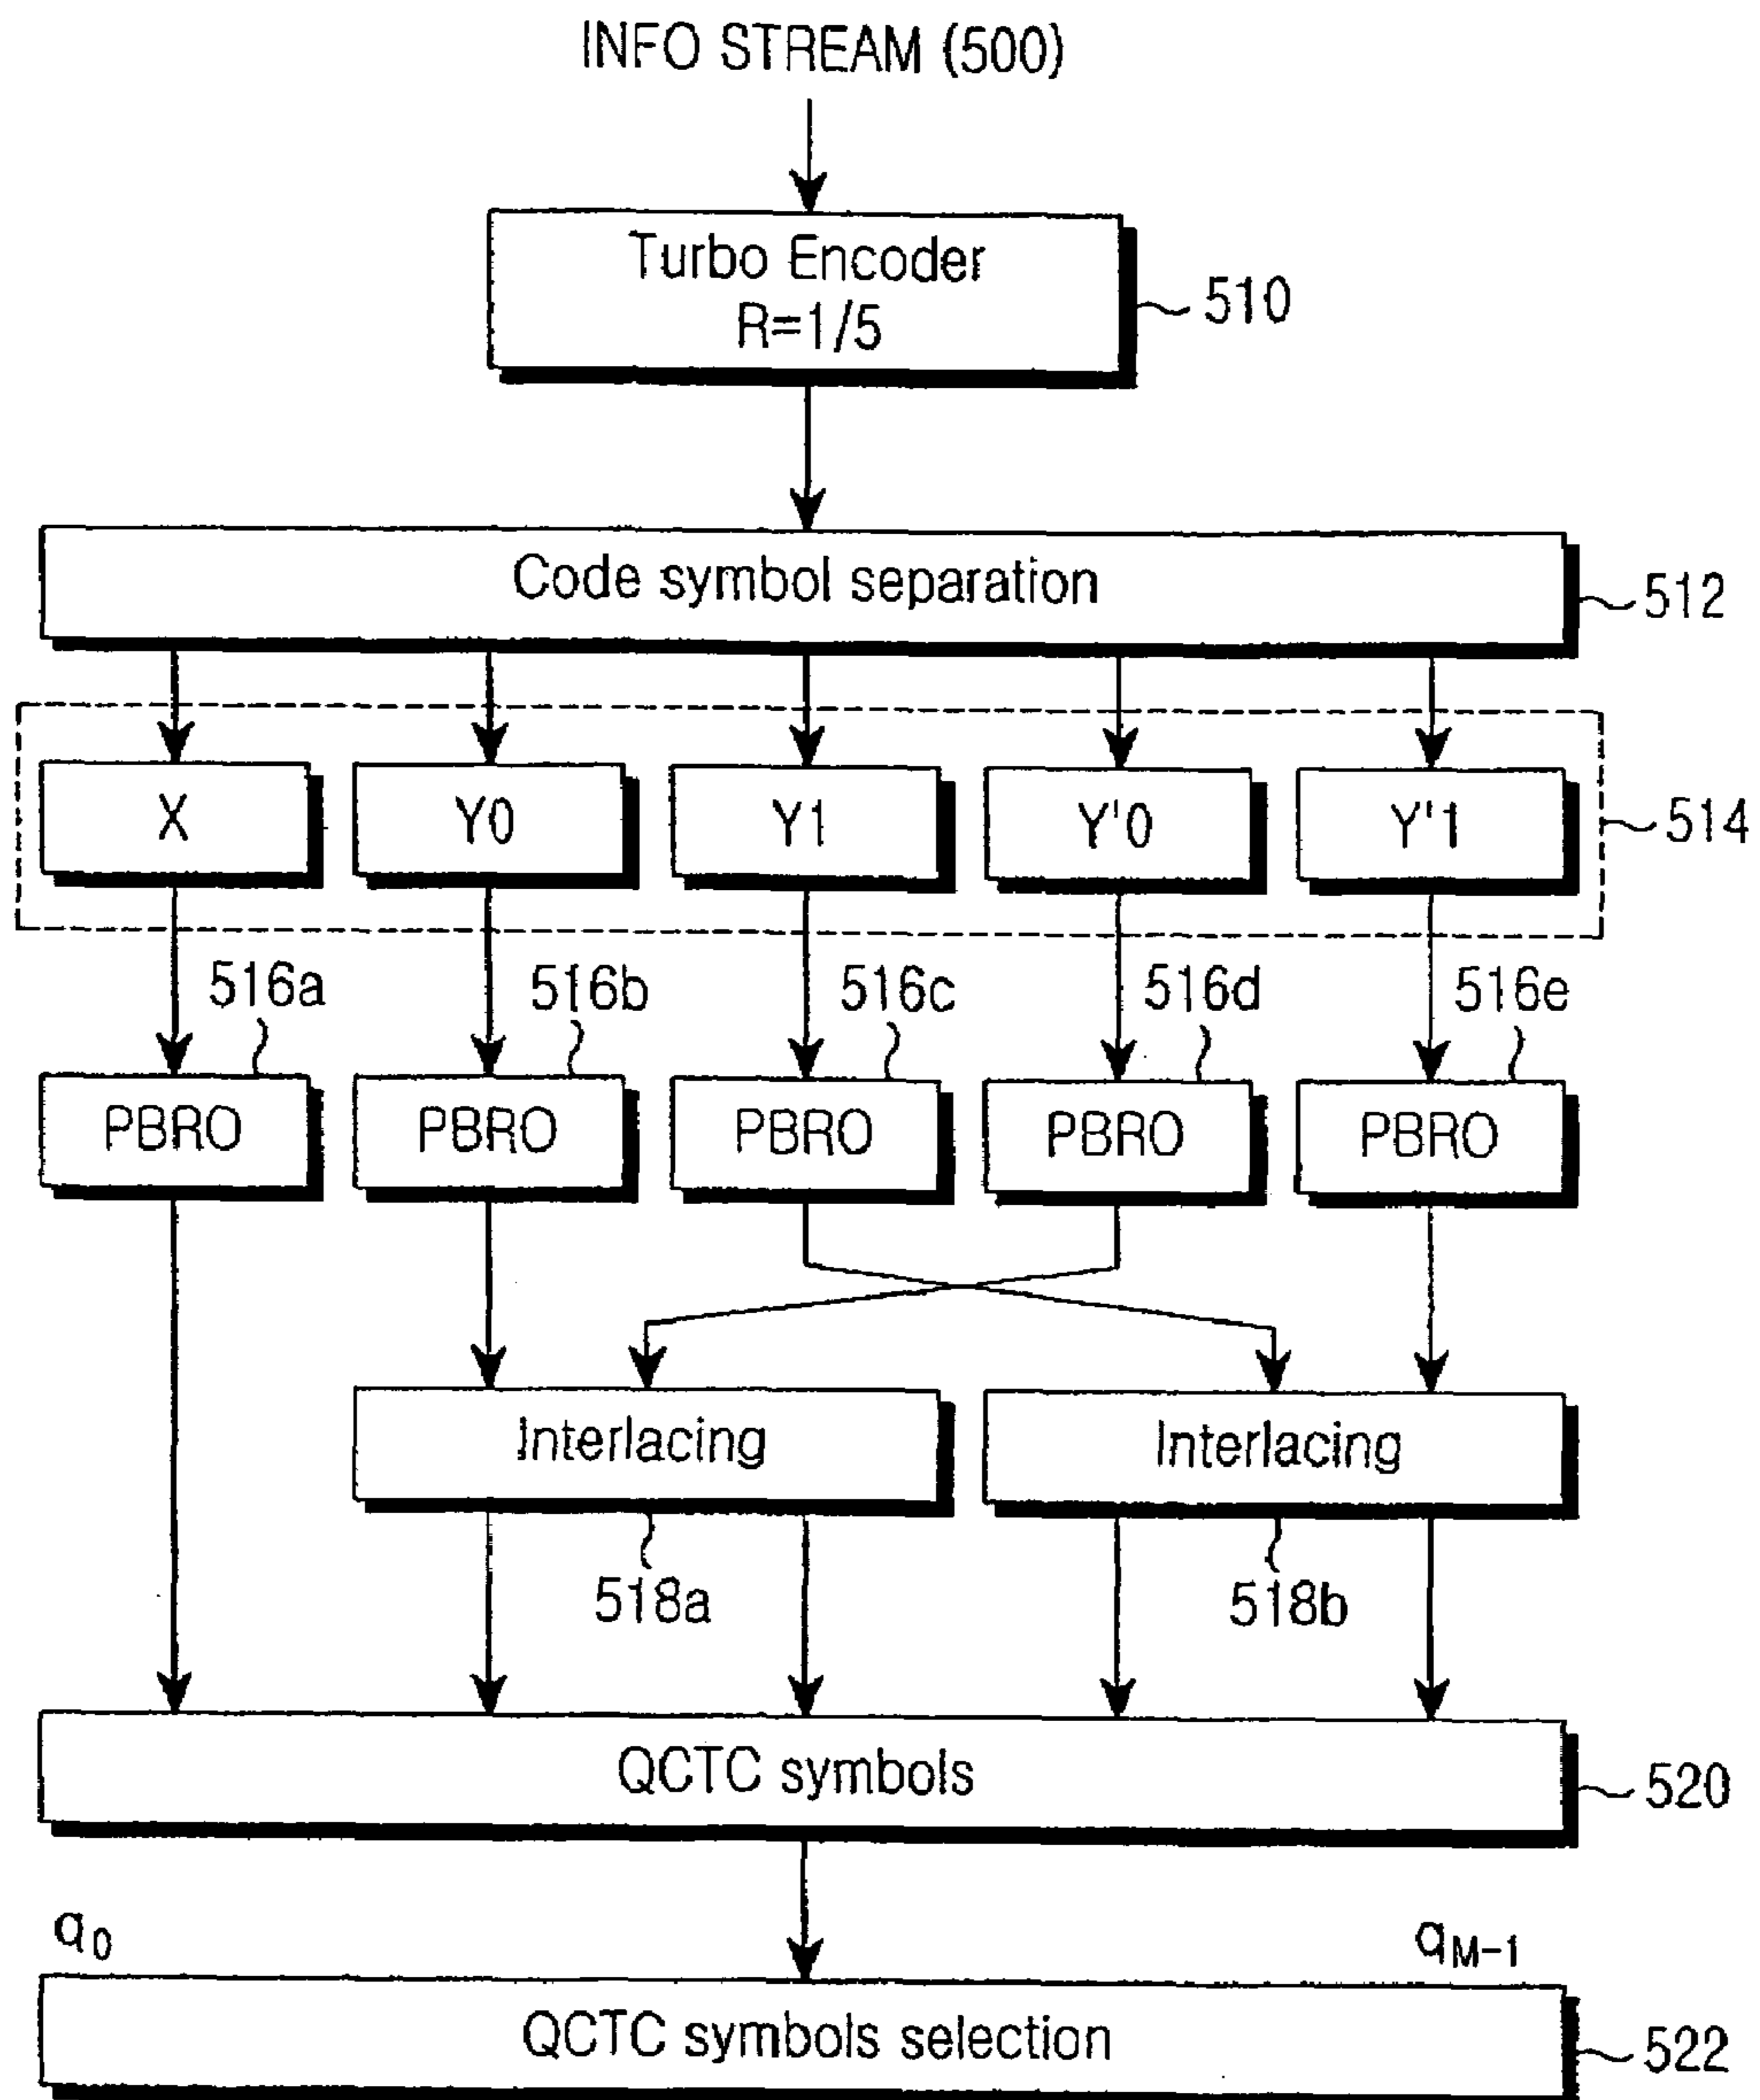 INFO STREAM (500)
Turbo Encoder
R=1/5
510
Code symbol separation
512
X Y0 Y1 Y'0 Y'1
514
516a 516b 516c 516d 516e
PBRO PBRO PBRO PBRO PBRO
Interlacing Interlacing
518a 518b
QCTC symbols
520
q0 qM-1
QCTC symbols selection
522